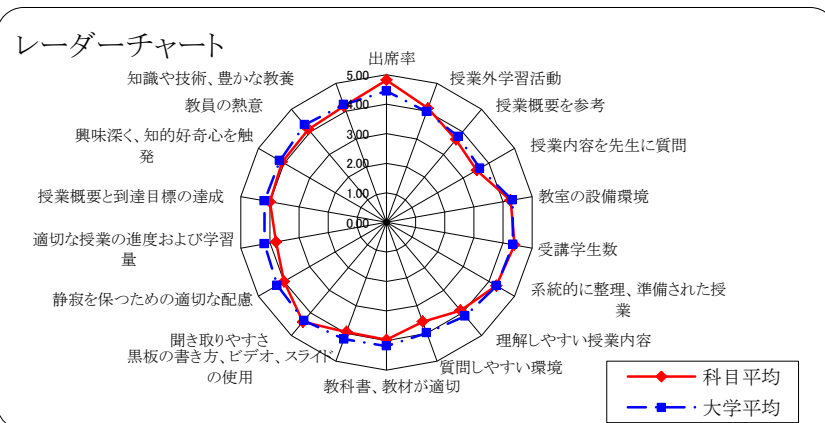 レーダーチャート
出席率
授業外学習活動
授業概要を参考
授業内容を先生に質問
教室の設備環境
受講学生数
系統的に整理、準備された授
業
理解しやすい授業内容
質問しやすい環境
教科書、教材が適切
黒板の書き方、ビデオ、スライド
の使用
聞き取りやすさ
静寂を保つための適切な配慮
適切な授業の進度および学習
量
授業概要と到達目標の達成
興味深く、知的好奇心を触
発
教員の熱意
知識や技術、豊かな教養
5.00
4.00
3.00
2.00
1.00
0.00
科目平均
大学平均